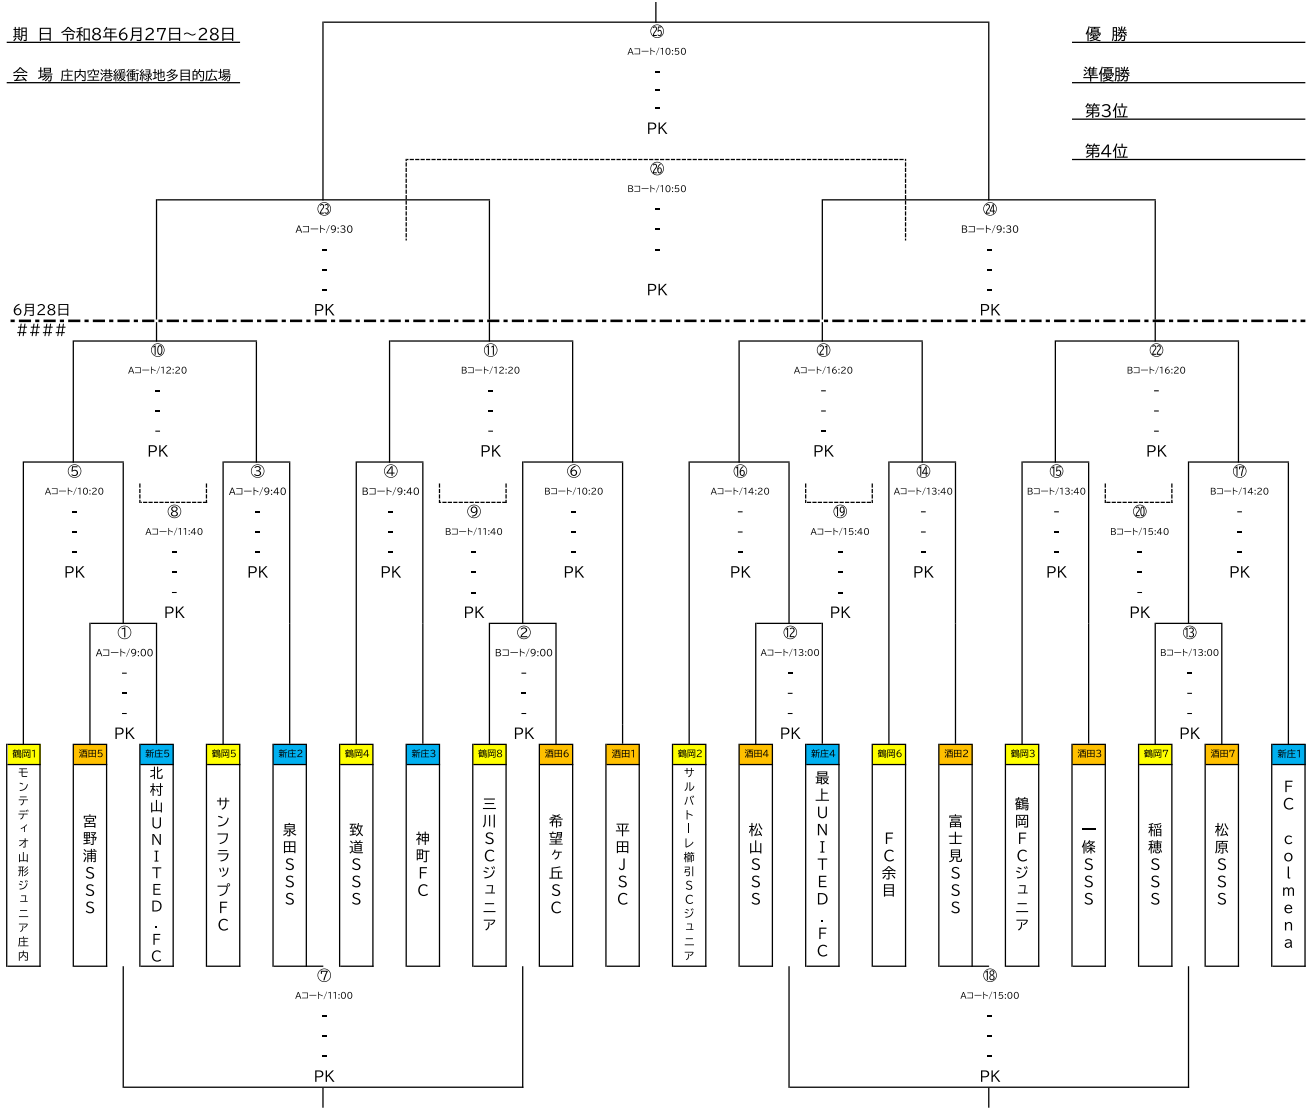 期 日 令和8年6月27日～28日
会 場 庄内空港緩衝緑地多目的広場
優 勝
準優勝
第3位
第4位
㉕
Aコート/10:50
-
-
-
PK
㉖
Bコート/10:50
-
-
-
PK
㉓
Aコート/9:30
-
-
-
PK
㉔
Bコート/9:30
-
-
-
PK
6月28日
####
⑩
Aコート/12:20
-
-
-
PK
⑪
Bコート/12:20
-
-
-
PK
㉑
Aコート/16:20
-
-
-
PK
㉒
Bコート/16:20
-
-
-
PK
⑤
Aコート/10:20
-
-
-
PK
③
Aコート/9:40
-
-
-
PK
④
Bコート/9:40
-
-
-
PK
⑥
Bコート/10:20
-
-
-
PK
⑯
Aコート/14:20
-
-
-
PK
⑭
Aコート/13:40
-
-
-
PK
⑮
Bコート/13:40
-
-
-
PK
⑰
Bコート/14:20
-
-
-
PK
⑧
Aコート/11:40
-
-
-
PK
⑨
Bコート/11:40
-
-
-
PK
⑲
Aコート/15:40
-
-
-
PK
⑳
Bコート/15:40
-
-
-
PK
①
Aコート/9:00
-
-
-
PK
②
Bコート/9:00
-
-
-
PK
⑫
Aコート/13:00
-
-
-
PK
⑬
Bコート/13:00
-
-
-
PK
鶴岡1
モンテディオ山形ジュニア庄内
酒田5
宮野浦SSS
新庄5
北村山UNITED.FC
鶴岡5
サンフラップFC
新庄2
泉田SSS
鶴岡4
致道SSS
新庄3
神町FC
鶴岡8
三川SCジュニア
酒田6
希望ヶ丘SC
酒田1
平田JSC
鶴岡2
サルバトーレ櫛引SCジュニア
酒田4
松山SSS
新庄4
最上UNITED.FC
鶴岡6
FC余目
酒田2
富士見SSS
鶴岡3
鶴岡FCジュニア
酒田3
一條SSS
鶴岡7
稲穂SSS
酒田7
松原SSS
新庄1
FC colmena
⑦
Aコート/11:00
-
-
-
PK
⑱
Aコート/15:00
-
-
-
PK